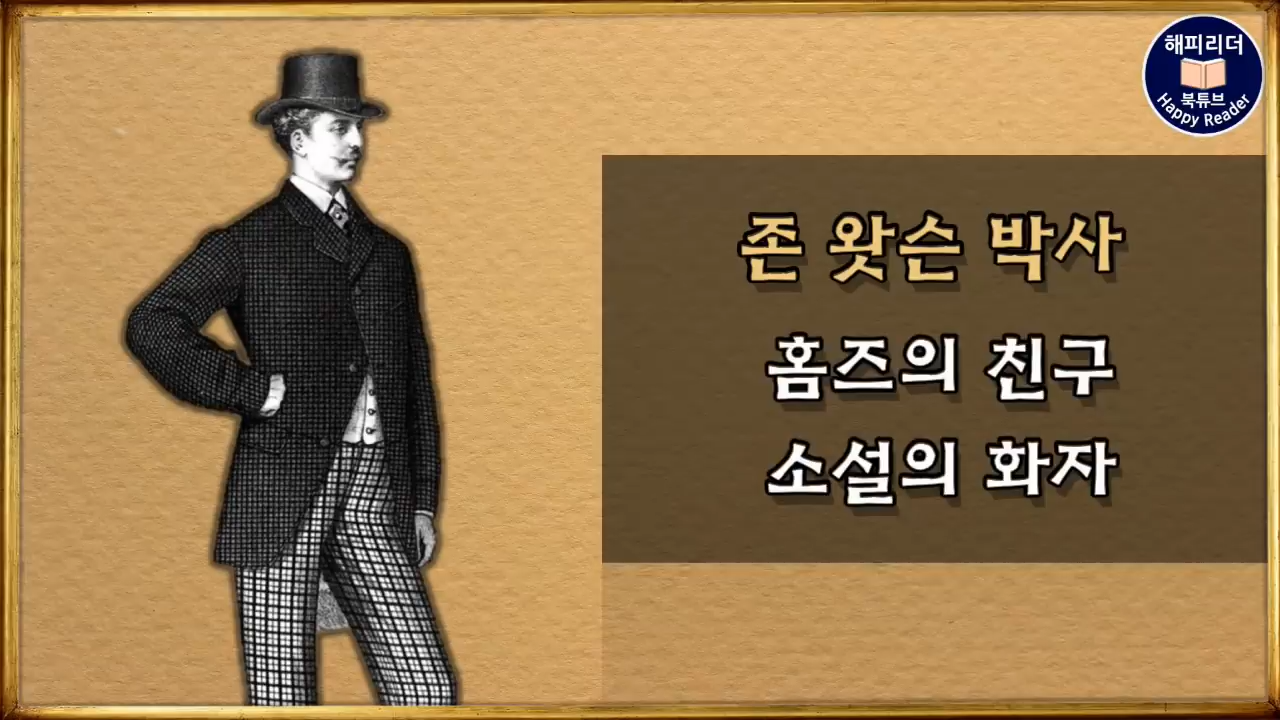 해피리더
북튜브
Happy Reader
존 왓슨 박사
홈즈의 친구
소설의 화자